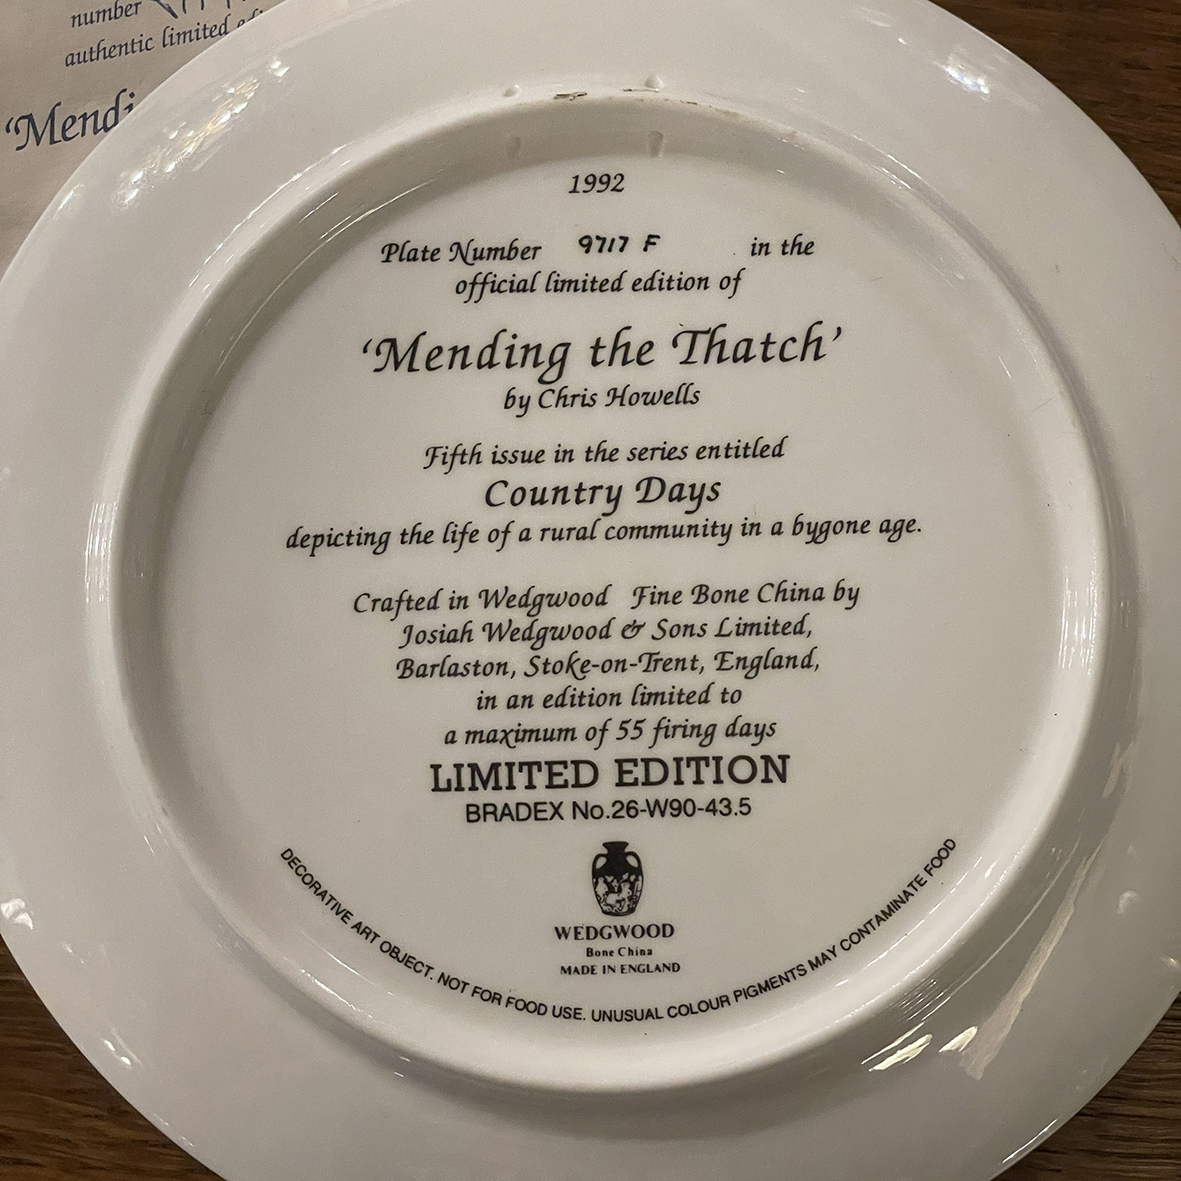 number
authentic limited
'Mendi
1992
Plate Number 9717 F in the
official limited edition of
'Mending the Thatch'
by Chris Howells
Fifth issue in the series entitled
Country Days
depicting the life of a rural community in a bygone age.
Crafted in Wedgwood Fine Bone China by
Josiah Wedgwood & Sons Limited,
Barlaston, Stoke-on-Trent, England,
in an edition limited to
a maximum of 55 firing days
LIMITED EDITION
BRADEX No.26-W90-43.5
WEDGWOOD
Bone China
MADE IN ENGLAND
DECORATIVE ART OBJECT. NOT FOR FOOD USE. UNUSUAL COLOUR PIGMENTS MAY CONTAMINATE FOOD